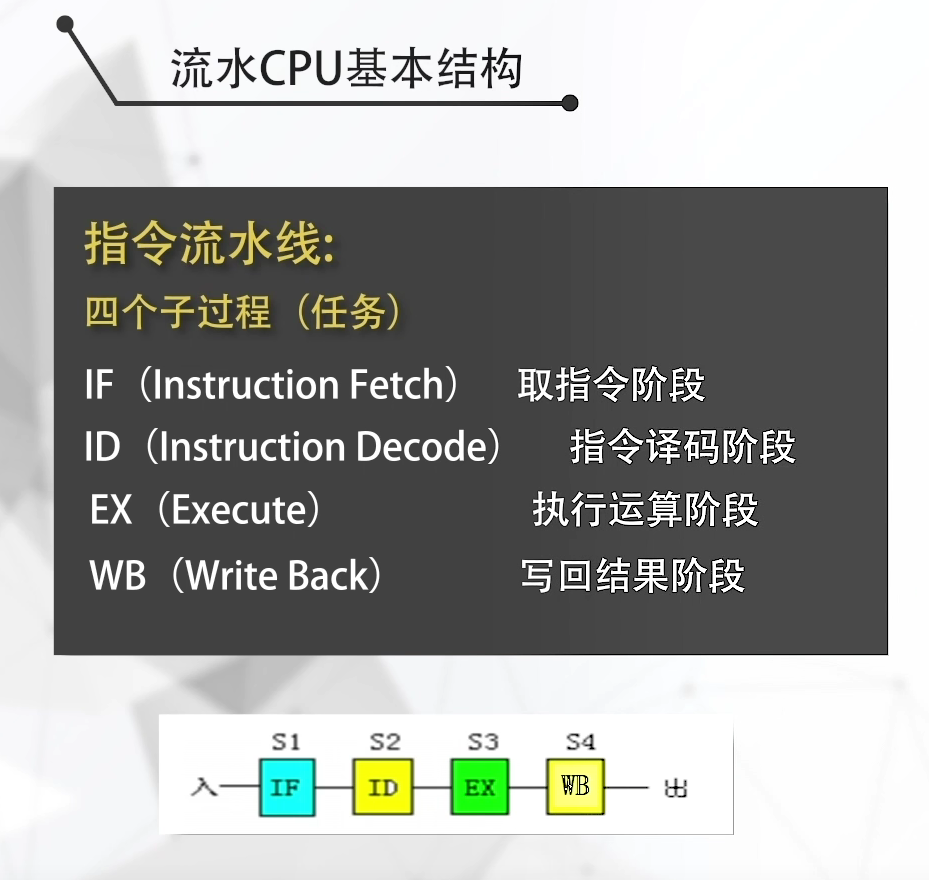 流水CPU基本结构
指令流水线:
四个子过程（任务）
IF（Instruction Fetch） 取指令阶段
ID（Instruction Decode） 指令译码阶段
EX（Execute） 执行运算阶段
WB（Write Back） 写回结果阶段
S1 S2 S3 S4
入 IF ID EX WB 出